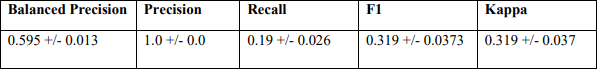 Balanced Precision Precision Recall F1 Kappa
0.595 +/- 0.013 1.0 +/- 0.0 0.19 +/- 0.026 0.319 +/- 0.0373 0.319 +/- 0.037